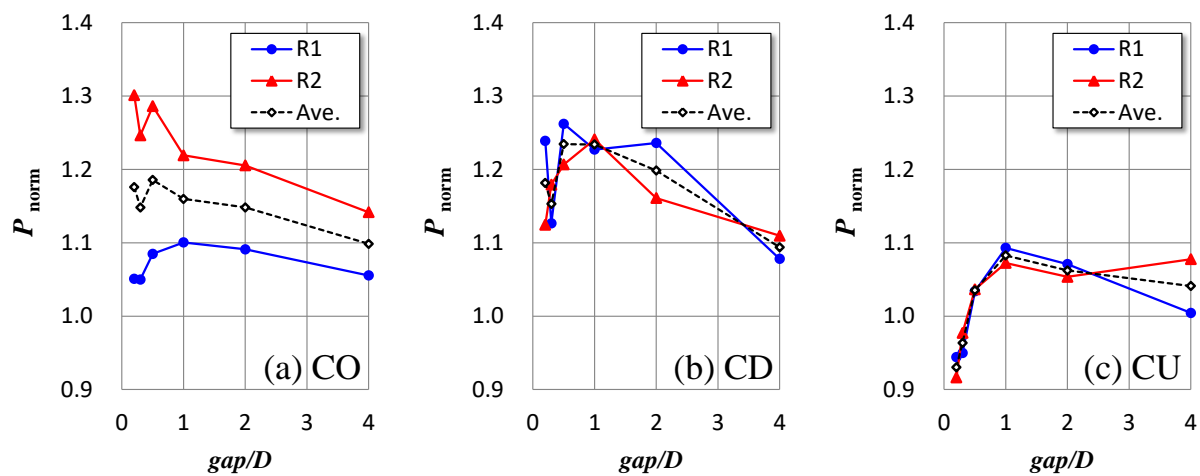 1.4
1.3
1.2
1.1
1.0
0.9
P norm
R1
R2
Ave.
(a) CO
0 1 2 3 4
gap/D
1.4
1.3
1.2
1.1
1.0
0.9
P norm
R1
R2
Ave.
(b) CD
0 1 2 3 4
gap/D
1.4
1.3
1.2
1.1
1.0
0.9
P norm
R1
R2
Ave.
(c) CU
0 1 2 3 4
gap/D